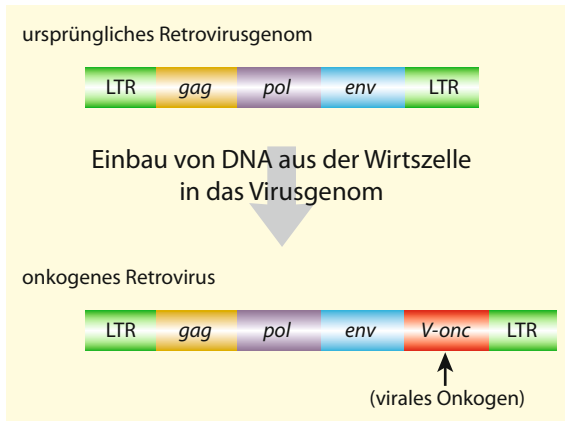 ursprüngliches Retrovirusgenom
LTR gag pol env LTR
Einbau von DNA aus der Wirtszelle
in das Virusgenom
onkogenes Retrovirus
LTR gag pol env V-onc LTR
(virales Onkogen)